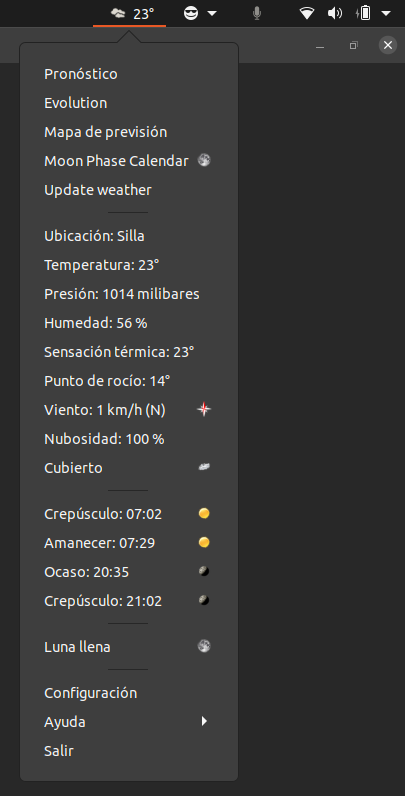 23°
Pronóstico
Evolution
Mapa de previsión
Moon Phase Calendar
Update weather
Ubicación: Silla
Temperatura: 23°
Presión: 1014 milibares
Humedad: 56 %
Sensación térmica: 23°
Punto de rocío: 14°
Viento: 1 km/h (N)
Nubosidad: 100 %
Cubierto
Crepúsculo: 07:02
Amanecer: 07:29
Ocaso: 20:35
Crepúsculo: 21:02
Luna llena
Configuración
Ayuda
Salir